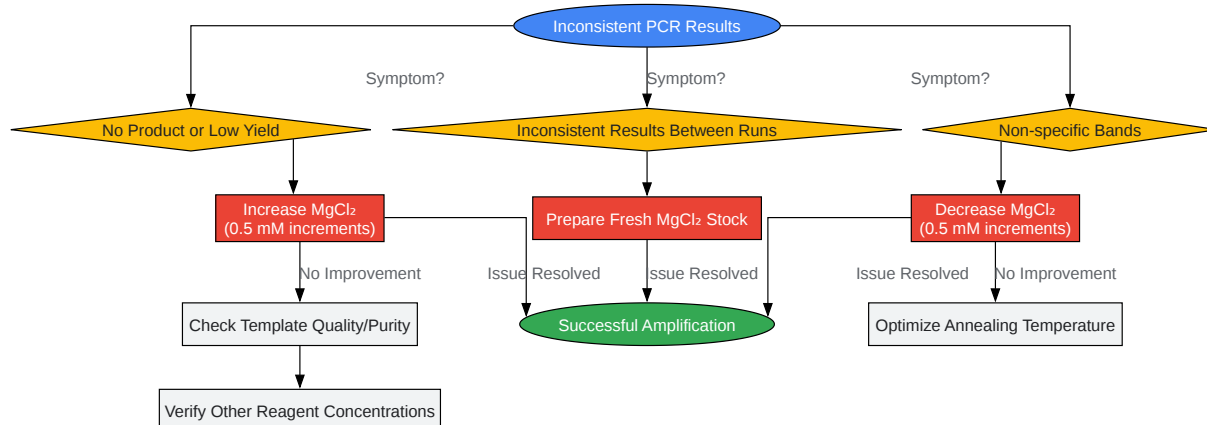 Inconsistent PCR Results
Symptom?
Symptom?
Symptom?
No Product or Low Yield
Inconsistent Results Between Runs
Non-specific Bands
Increase MgCl₂
(0.5 mM increments)
Prepare Fresh MgCl₂ Stock
Decrease MgCl₂
(0.5 mM increments)
No Improvement
Issue Resolved
Issue Resolved
Issue Resolved
No Improvement
Check Template Quality/Purity
Successful Amplification
Optimize Annealing Temperature
Verify Other Reagent Concentrations